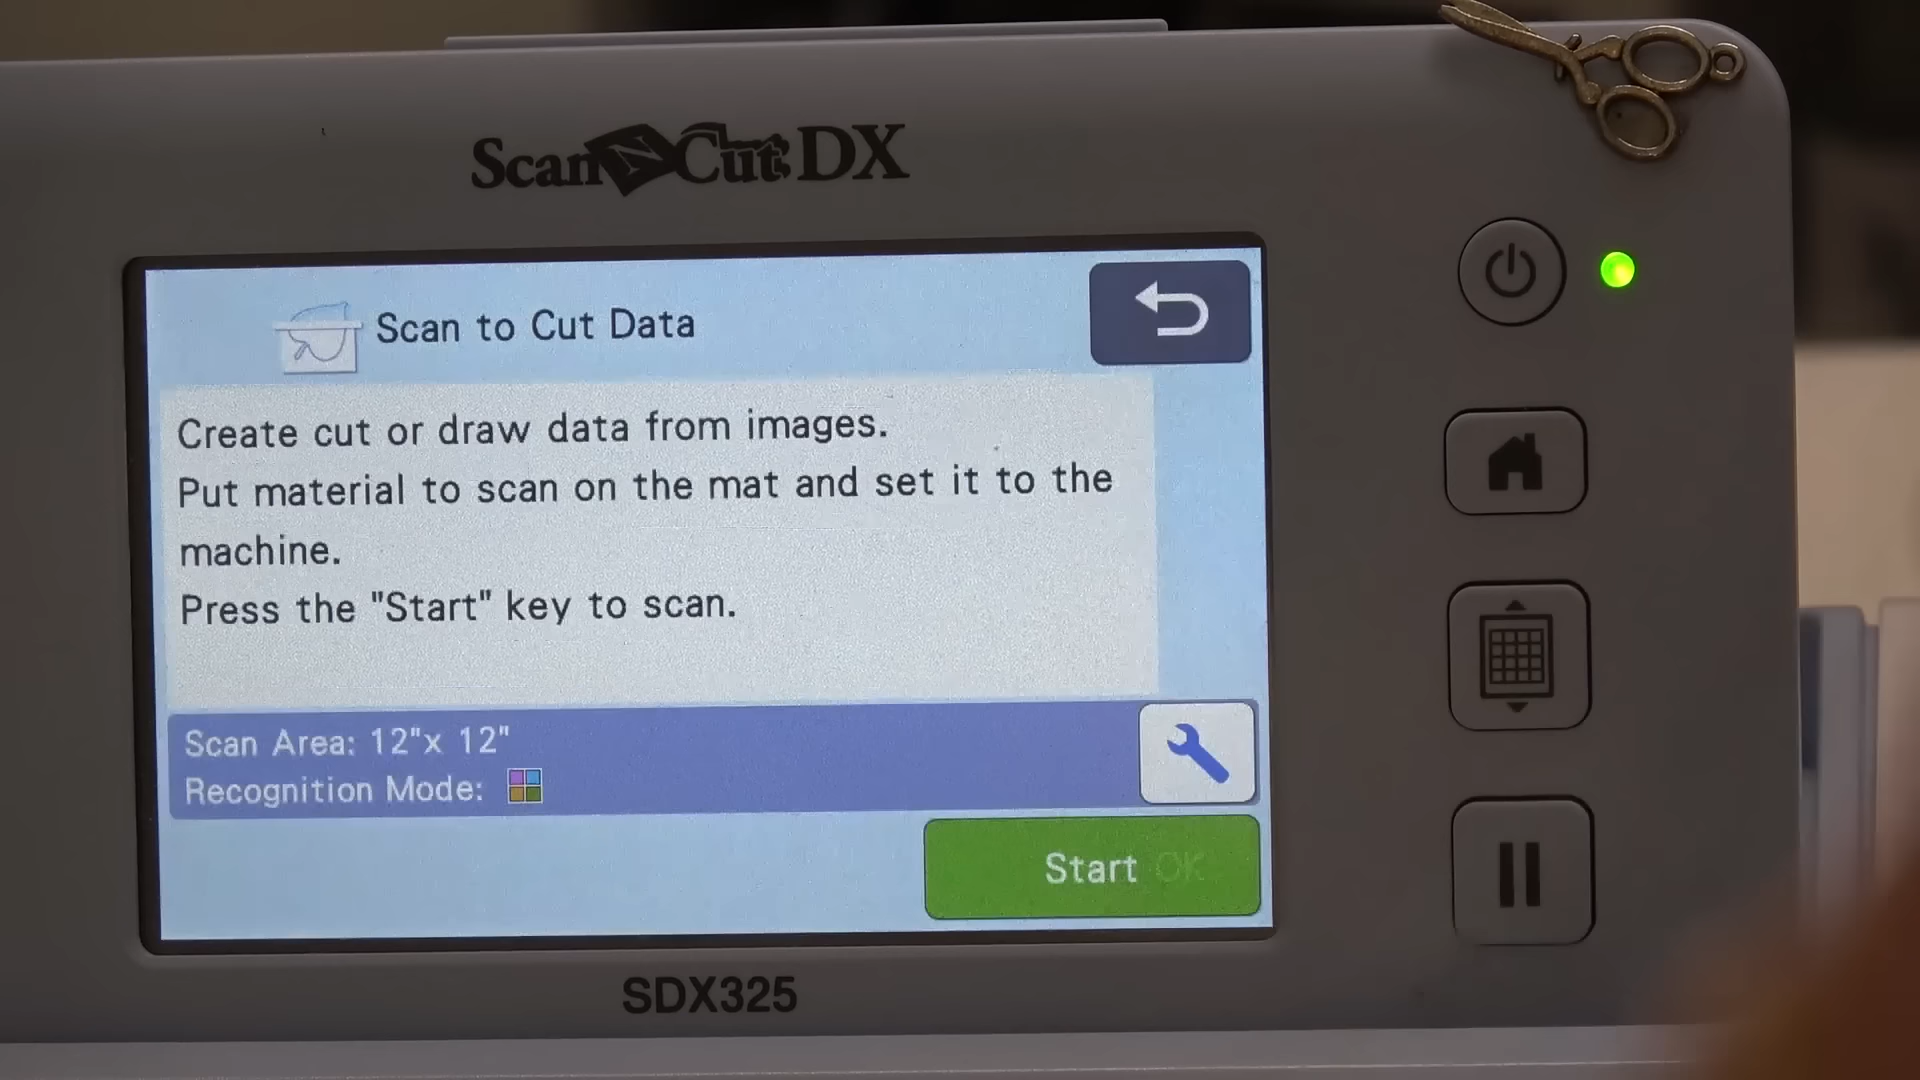 ScanNCut DX
Scan to Cut Data
Create cut or draw data from images.
Put material to scan on the mat and set it to the
machine.
Press the "Start" key to scan.
Scan Area: 12"x 12"
Recognition Mode:
Start OK
SDX325